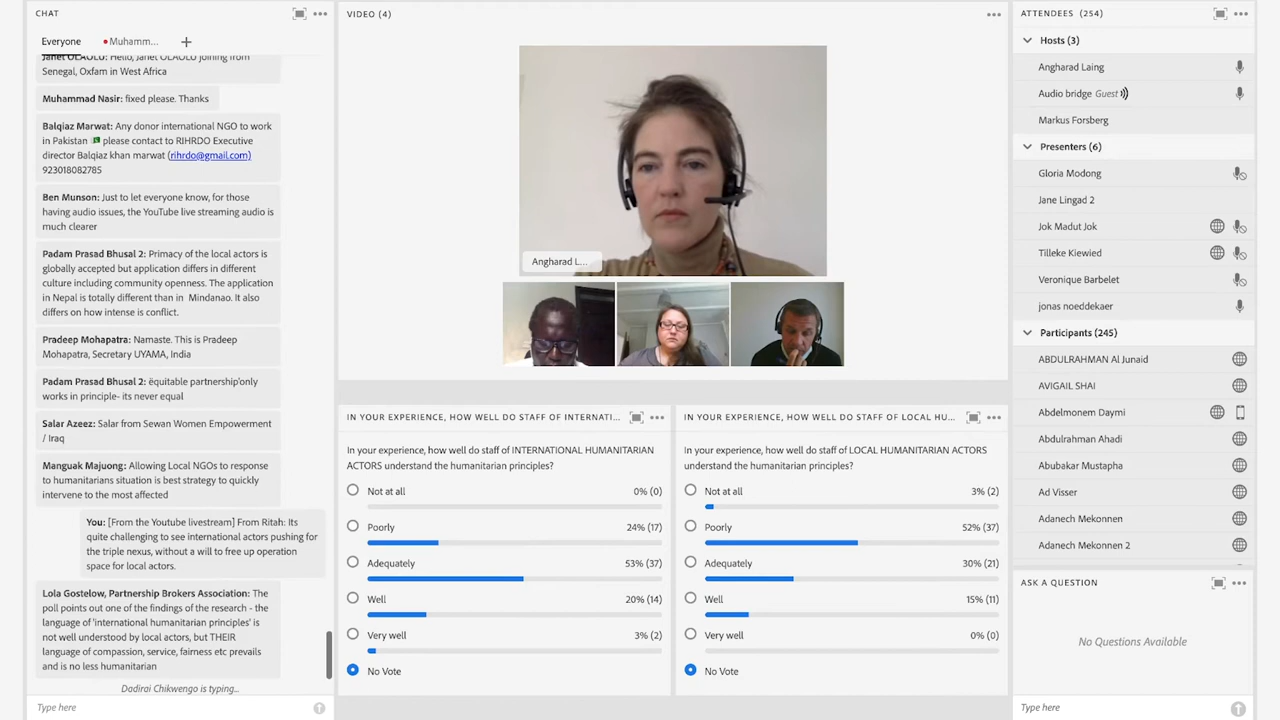 CHAT
Everyone
Muhamm...
Janet OLAOLU: Hello, Janet OLAOLU joining from
Senegal, Oxfam in West Africa
Muhammad Nasir: fixed please. Thanks
Balqiaz Marwat: Any donor international NGO to work
in Pakistan 🇵🇰 please contact to RIHRDO Executive
director Balqiaz khan marwat (rihrdo@gmail.com)
923018082785
Ben Munson: Just to let everyone know, for those
having audio issues, the YouTube live streaming audio is
much clearer
Padam Prasad Bhusal 2: Primacy of the local actors is
globally accepted but application differs in different
culture including community openness. The application
in Nepal is totally different than in Mindanao. It also
differs on how intense is conflict.
Pradeep Mohapatra: Namaste. This is Pradeep
Mohapatra, Secretary UYAMA, India
Padam Prasad Bhusal 2: ëquitable partnership'only
works in principle- its never equal
Salar Azeez: Salar from Sewan Women Empowerment
/ Iraq
Manguak Majuong: Allowing Local NGOs to response
to humanitarians situation is best strategy to quickly
intervene to the most affected
You: [From the Youtube livestream] From Ritah: Its
quite challenging to see international actors pushing for
the triple nexus, without a will to free up operation
space for local actors.
Lola Gostelow, Partnership Brokers Association: The
poll points out one of the findings of the research - the
language of 'international humanitarian principles' is
not well understood by local actors, but THEIR
language of compassion, service, fairness etc prevails
and is no less humanitarian
Dadirai Chikwengo is typing...
Type here
VIDEO (4)
Angharad L...
IN YOUR EXPERIENCE, HOW WELL DO STAFF OF INTERNATI...
In your experience, how well do staff of INTERNATIONAL HUMANITARIAN
ACTORS understand the humanitarian principles?
Not at all 0% (0)
Poorly 24% (17)
Adequately 53% (37)
Well 20% (14)
Very well 3% (2)
No Vote
IN YOUR EXPERIENCE, HOW WELL DO STAFF OF LOCAL HU...
In your experience, how well do staff of LOCAL HUMANITARIAN ACTORS
understand the humanitarian principles?
Not at all 3% (2)
Poorly 52% (37)
Adequately 30% (21)
Well 15% (11)
Very well 0% (0)
No Vote
ATTENDEES (254)
Hosts (3)
Angharad Laing
Audio bridge Guest
Markus Forsberg
Presenters (6)
Gloria Modong
Jane Lingad 2
Jok Madut Jok
Tilleke Kiewied
Veronique Barbelet
jonas noeddekaer
Participants (245)
ABDULRAHMAN Al Junaid
AVIGAIL SHAI
Abdelmonem Daymi
Abdulrahman Ahadi
Abubakar Mustapha
Ad Visser
Adanech Mekonnen
Adanech Mekonnen 2
ASK A QUESTION
No Questions Available
Type here